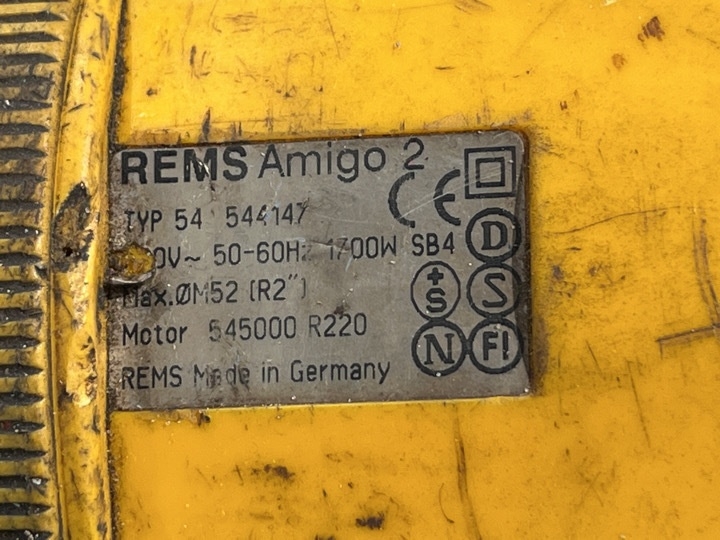 REMS Amigo 2
CE
TYP 54 544147
D
50-60Hz 1700W SB4
+S
S
Max.ØM52 (R2")
Motor 545000 R220
N
FI
REMS Made in Germany